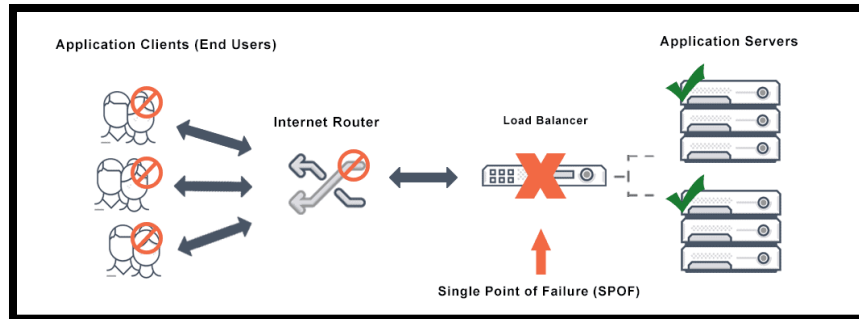 Application Clients (End Users)
Application Servers
Internet Router
Load Balancer
Single Point of Failure (SPOF)